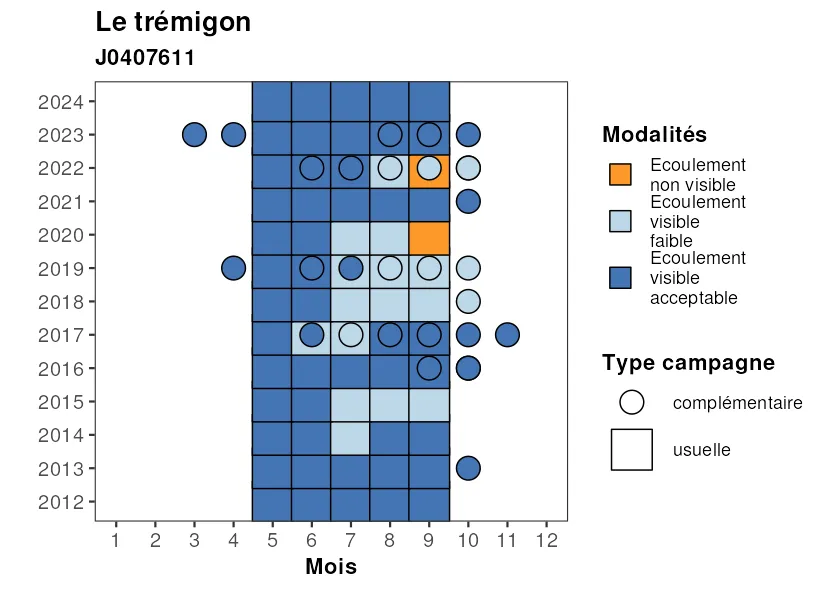 Le trémigon
J0407611
2024
2023
2022
2021
2020
2019
2018
2017
2016
2015
2014
2013
2012
1 2 3 4 5 6 7 8 9 10 11 12
Mois
Modalités
Ecoulement
non visible
Ecoulement
visible
faible
Ecoulement
visible
acceptable
Type campagne
complémentaire
usuelle